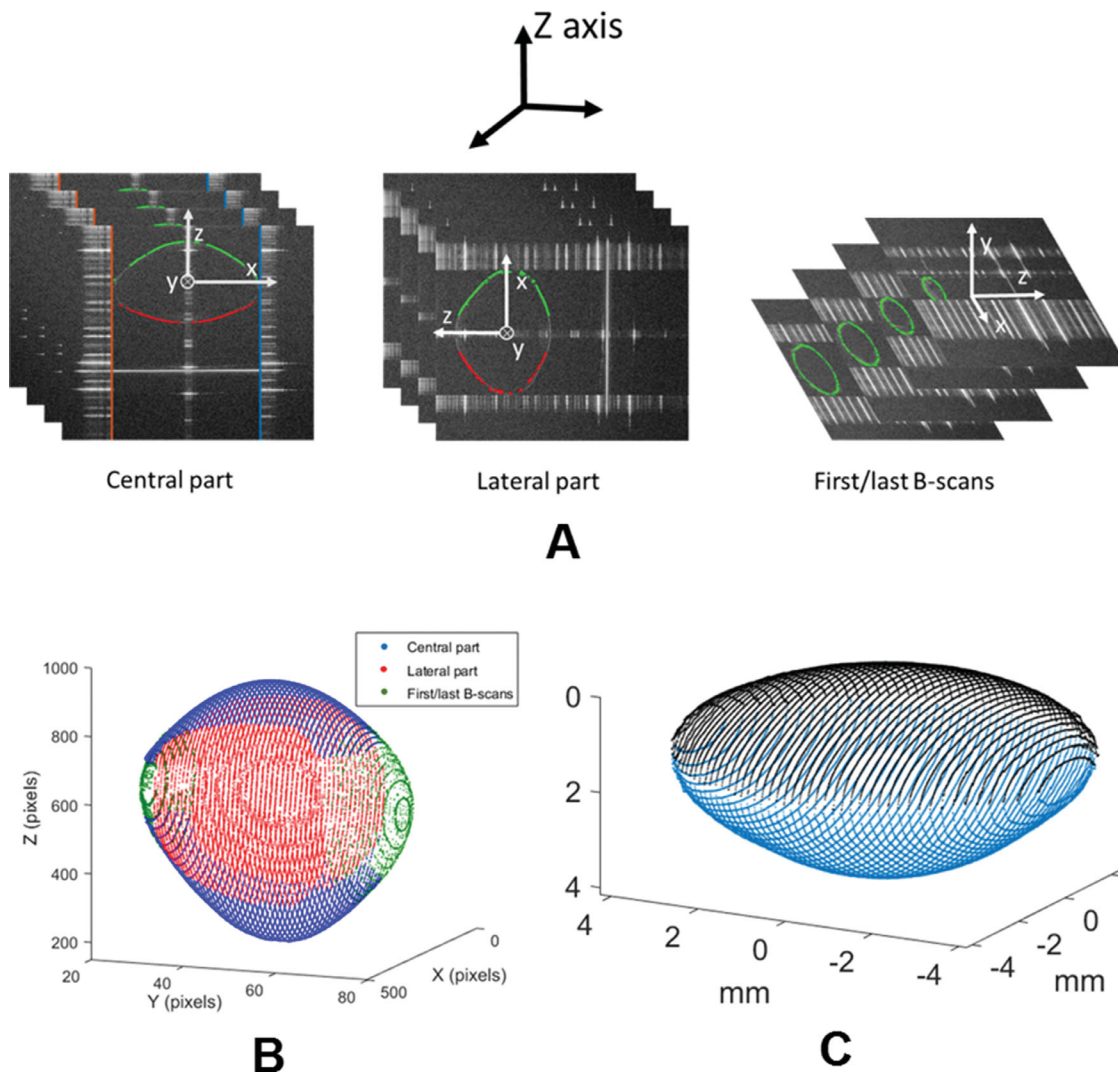 Z axis
z
x
y
x
z
y
y
z
x
Central part
Lateral part
First/last B-scans
A
Central part
Lateral part
First/last B-scans
1000
800
600
400
200
Z (pixels)
20
40
60
80
Y (pixels)
500
0
X (pixels)
B
0
2
4
4
2
0
-2
-4
mm
-4
-2
0
mm
C